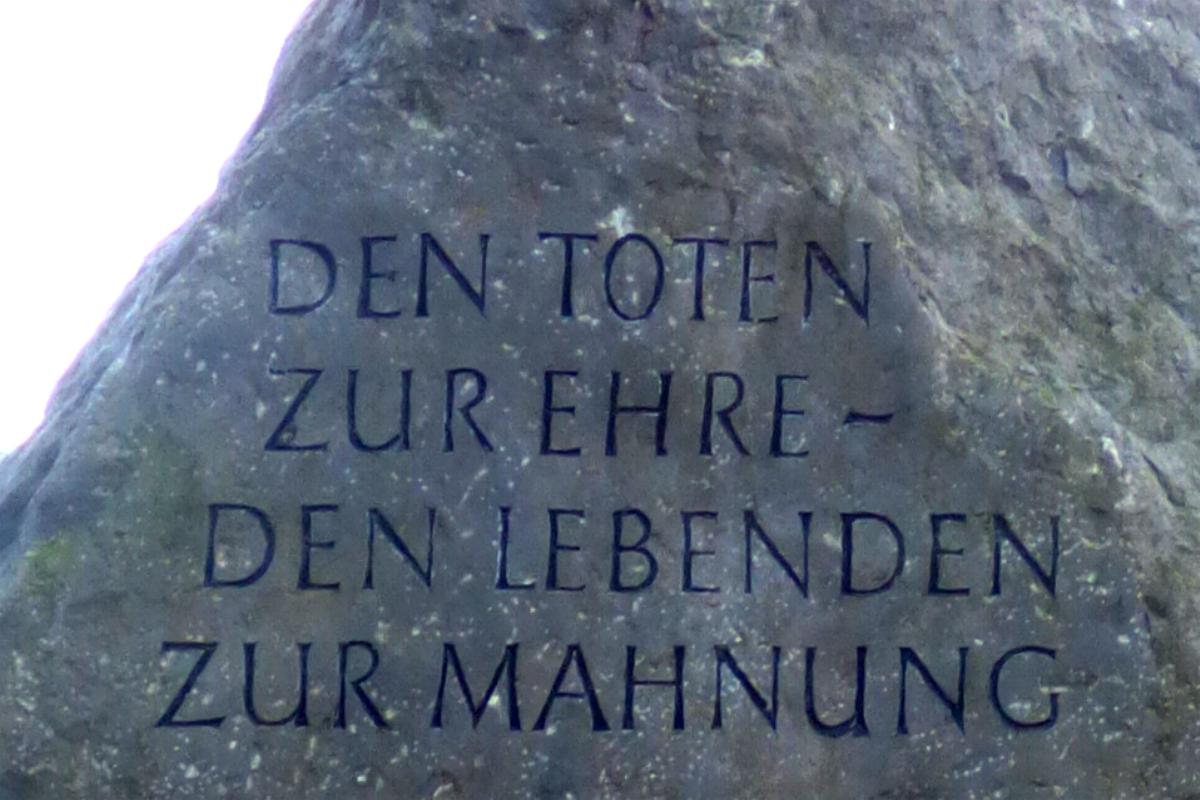 DEN TOTEN
ZUR EHRE –
DEN LEBENDEN
ZUR MAHNUNG